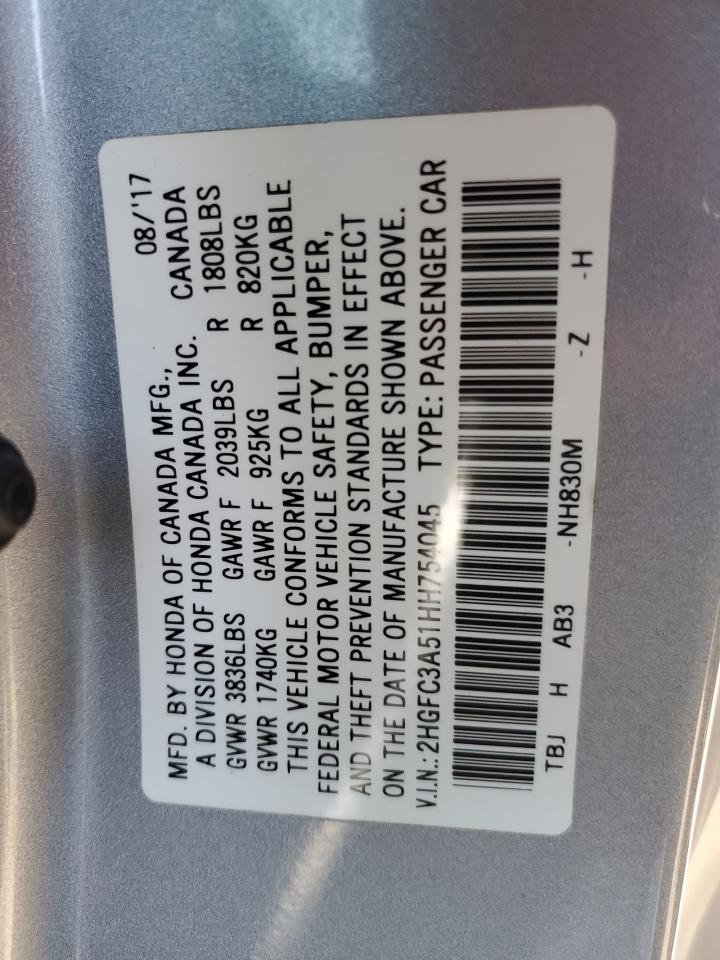 MFD. BY HONDA OF CANADA MFG., 08/'17
A DIVISION OF HONDA CANADA INC. CANADA
GVWR 3836LBS GAWR F 2039LBS R 1808LBS
GVWR 1740KG GAWR F 925KG R 820KG
THIS VEHICLE CONFORMS TO ALL APPLICABLE
FEDERAL MOTOR VEHICLE SAFETY, BUMPER,
AND THEFT PREVENTION STANDARDS IN EFFECT
ON THE DATE OF MANUFACTURE SHOWN ABOVE.
V.I.N.: 2HGFC3A51HH754045 TYPE: PASSENGER CAR
TBJ H AB3 -NH830M -Z -H